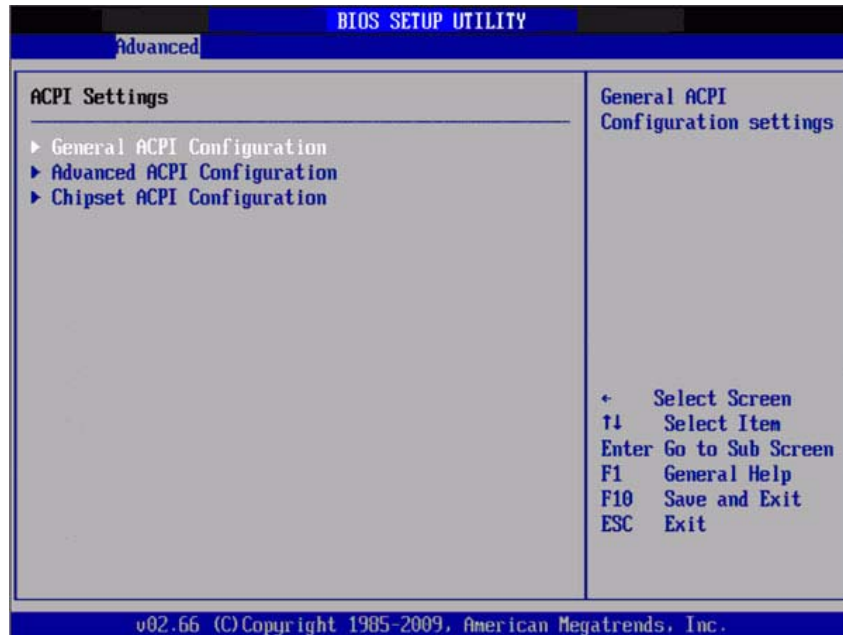 BIOS SETUP UTILITY
Advanced
ACPI Settings
▶ General ACPI Configuration
▶ Advanced ACPI Configuration
▶ Chipset ACPI Configuration
General ACPI
Configuration settings
← Select Screen
↑↓ Select Item
Enter Go to Sub Screen
F1 General Help
F10 Save and Exit
ESC Exit
v02.66 (C)Copyright 1985-2009, American Megatrends, Inc.